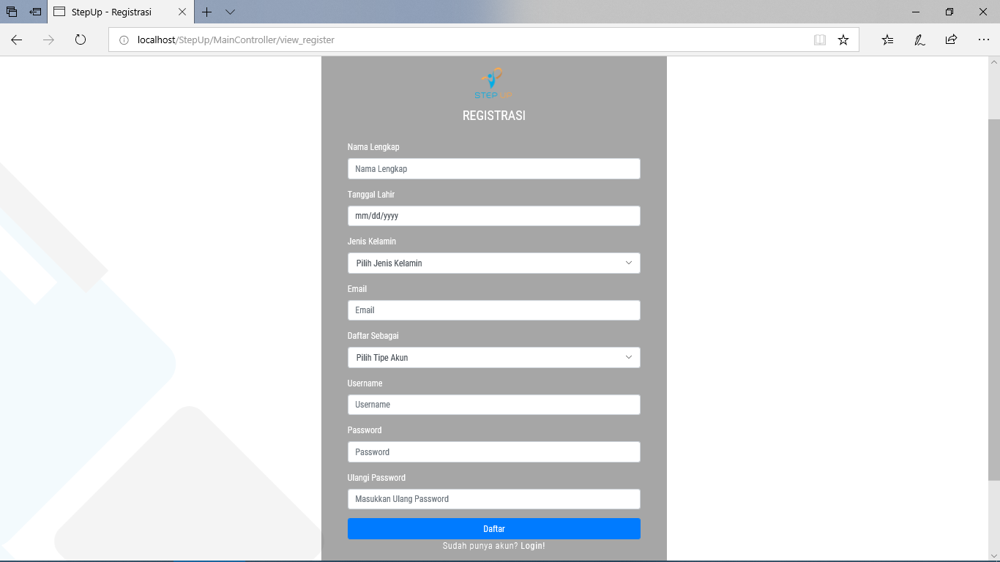 StepUp - Registrasi
localhost/StepUp/MainController/view_register
STEP UP
REGISTRASI
Nama Lengkap
Nama Lengkap
Tanggal Lahir
mm/dd/yyyy
Jenis Kelamin
Pilih Jenis Kelamin
Email
Email
Daftar Sebagai
Pilih Tipe Akun
Username
Username
Password
Password
Ulangi Password
Masukkan Ulang Password
Daftar
Sudah punya akun? Login!